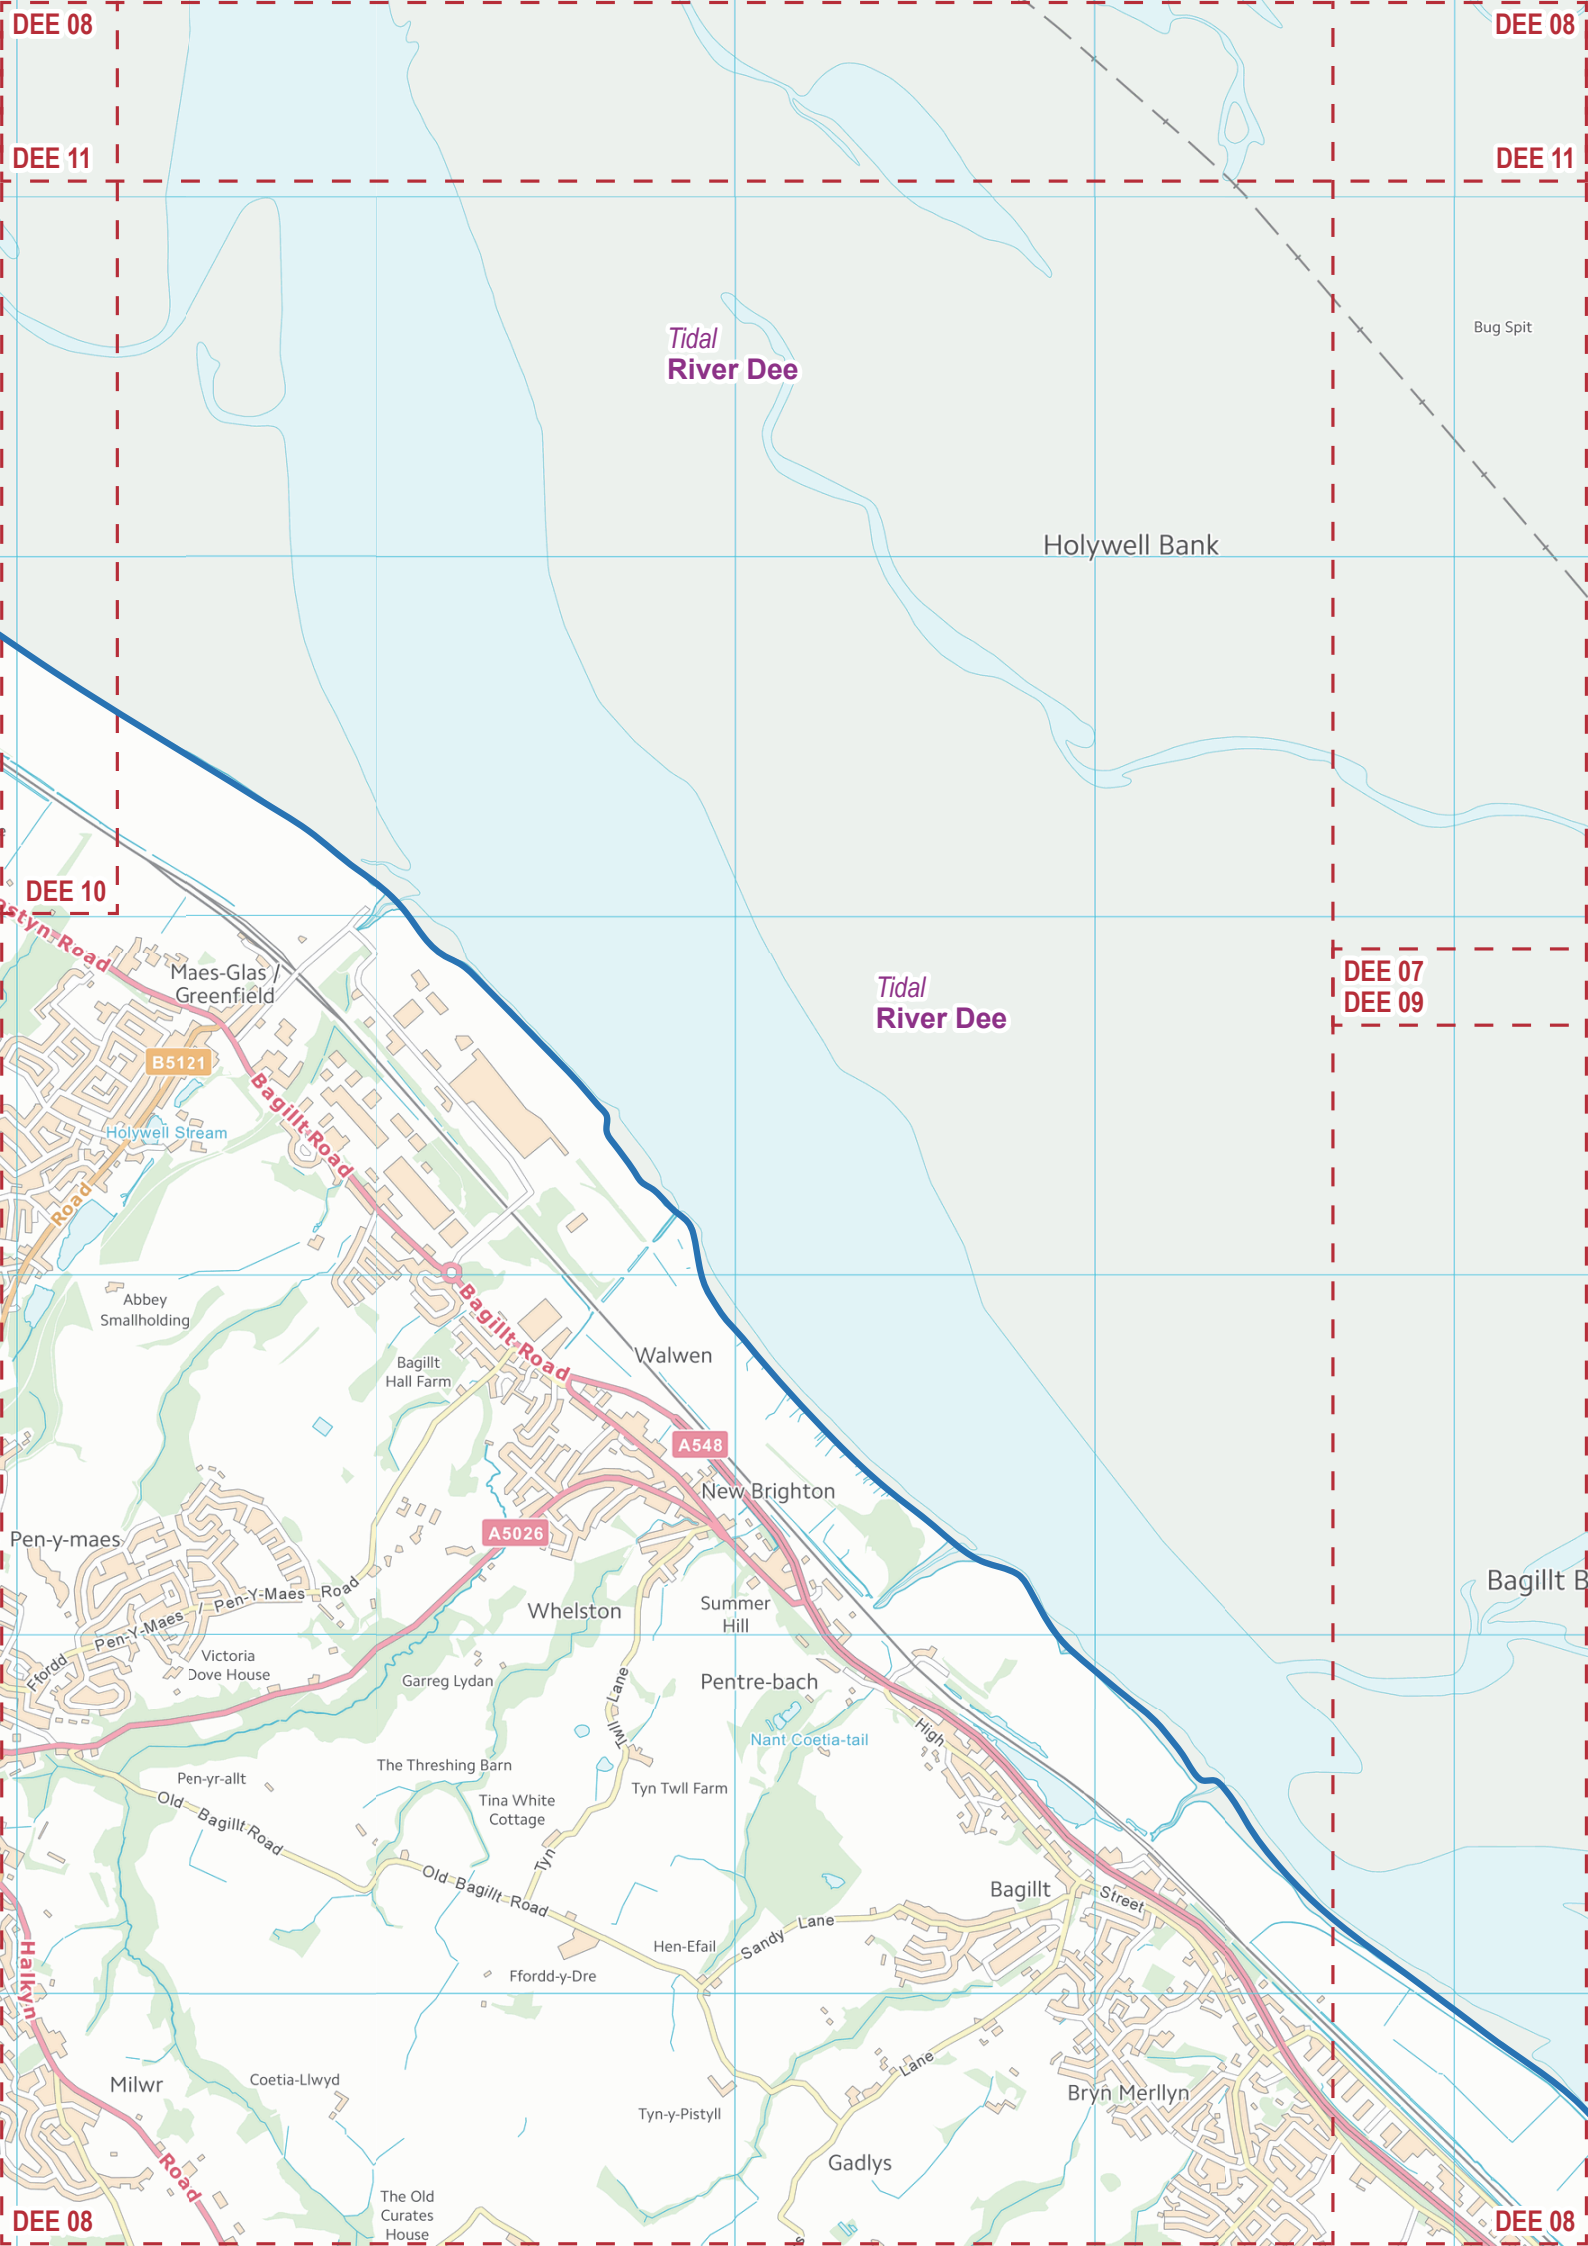 DEE 08
DEE 08
DEE 11
DEE 11
Tidal
River Dee
Bug Spit
Holywell Bank
DEE 10
styn Road
Maes-Glas /
Greenfield
DEE 07
DEE 09
Tidal
River Dee
B5121
Bagillt Road
Holywell Stream
Road
Abbey
Smallholding
Bagillt Road
Walwen
Bagillt
Hall Farm
A548
New Brighton
A5026
Pen-y-maes
Bagillt B
Ffordd Pen-Y-Maes / Pen-Y-Maes Road
Whelston
Summer
Hill
Victoria
Dove House
Garreg Lydan
Twll Lane
Pentre-bach
Nant Coetia-tail
High
The Threshing Barn
Pen-yr-allt
Tyn Twll Farm
Tina White
Cottage
Old Bagillt Road
Tyn
Old Bagillt Road
Bagillt
Street
Sandy Lane
Hen-Efail
Ffordd-y-Dre
Halkyn
Lane
Coetia-Llwyd
Milwr
Bryn Merllyn
Tyn-y-Pistyll
Gadlys
Road
The Old
Curates
House
DEE 08
DEE 08